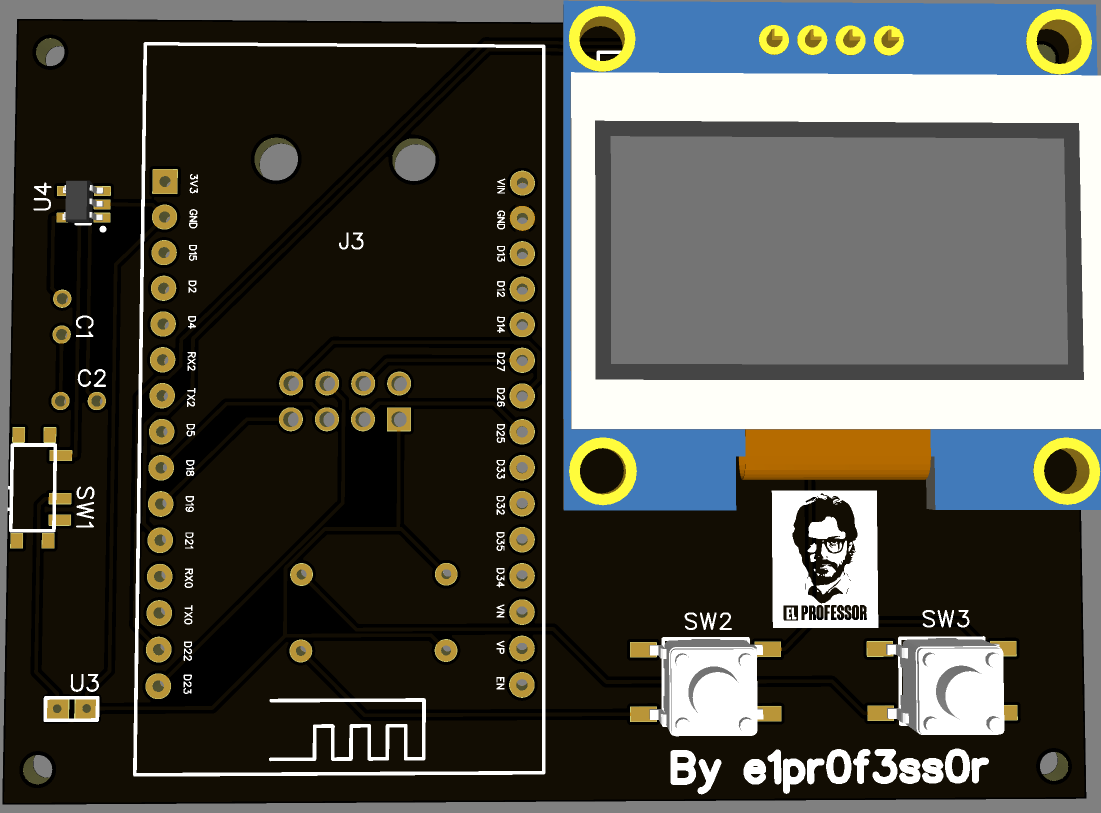 U4
C1
C2
SW1
U3
J3
3V3
GND
D15
D2
D4
RX2
TX2
D5
D18
D19
D21
RX0
TX0
D22
D23
VIN
GND
D13
D12
D14
D27
D26
D25
D33
D32
D35
D34
VN
VP
EN
EL PROFESSOR
SW2
SW3
By e1pr0f3ss0r